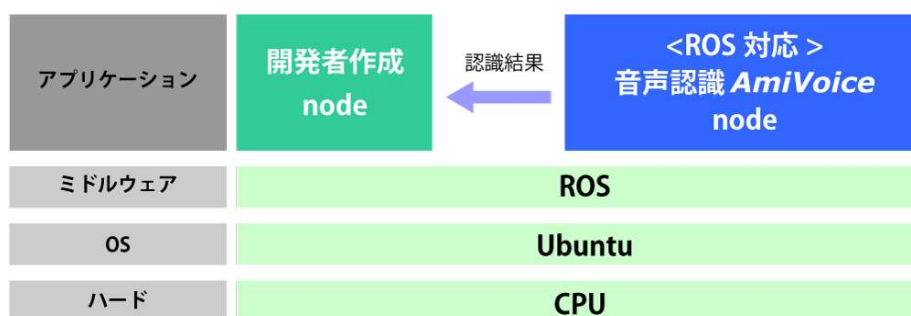 アプリケーション
開発者作成
node
認識結果
<ROS 対応 >
音声認識 AmiVoice
node
ミドルウェア
ROS
OS
Ubuntu
ハード
CPU